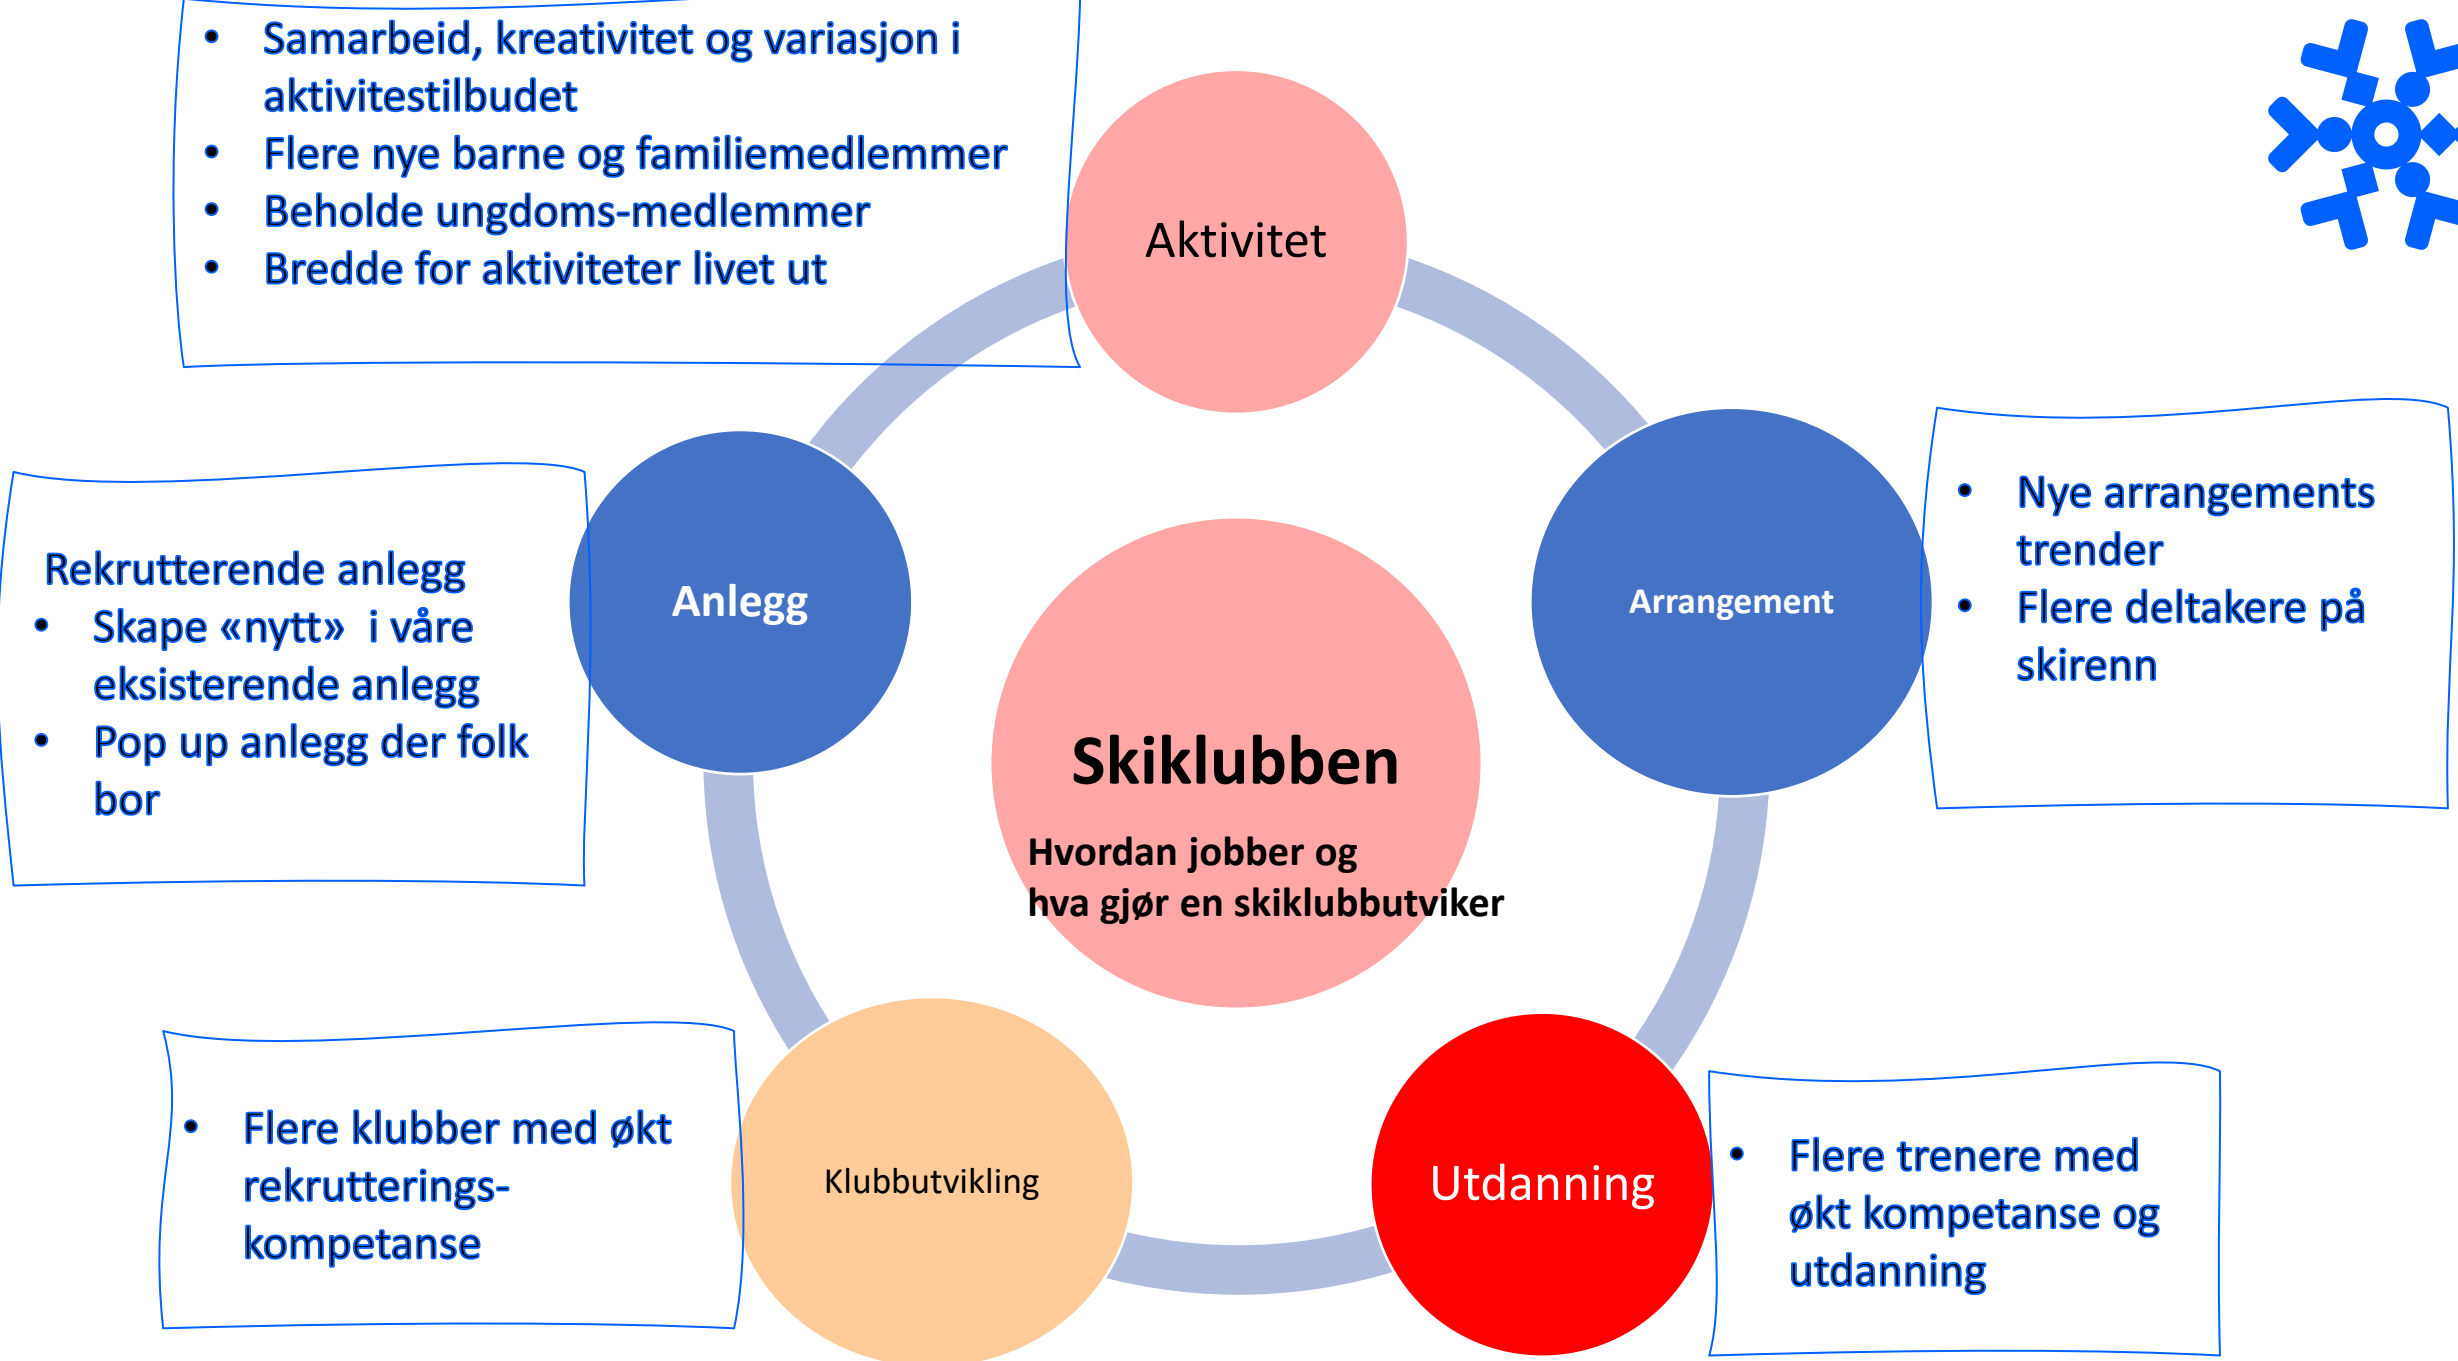 • Samarbeid, kreativitet og variasjon i
aktivitestilbudet
• Flere nye barne og familiemedlemmer
• Beholde ungdoms-medlemmer
• Bredde for aktiviteter livet ut
Aktivitet
Rekrutterende anlegg
• Skape «nytt» i våre
eksisterende anlegg
• Pop up anlegg der folk
bor
Anlegg
Arrangement
• Nye arrangements
trender
• Flere deltakere på
skirenn
Skiklubben
Hvordan jobber og
hva gjør en skiklubbutviker
• Flere klubber med økt
rekrutterings-
kompetanse
Klubbutvikling
Utdanning
• Flere trenere med
økt kompetanse og
utdanning